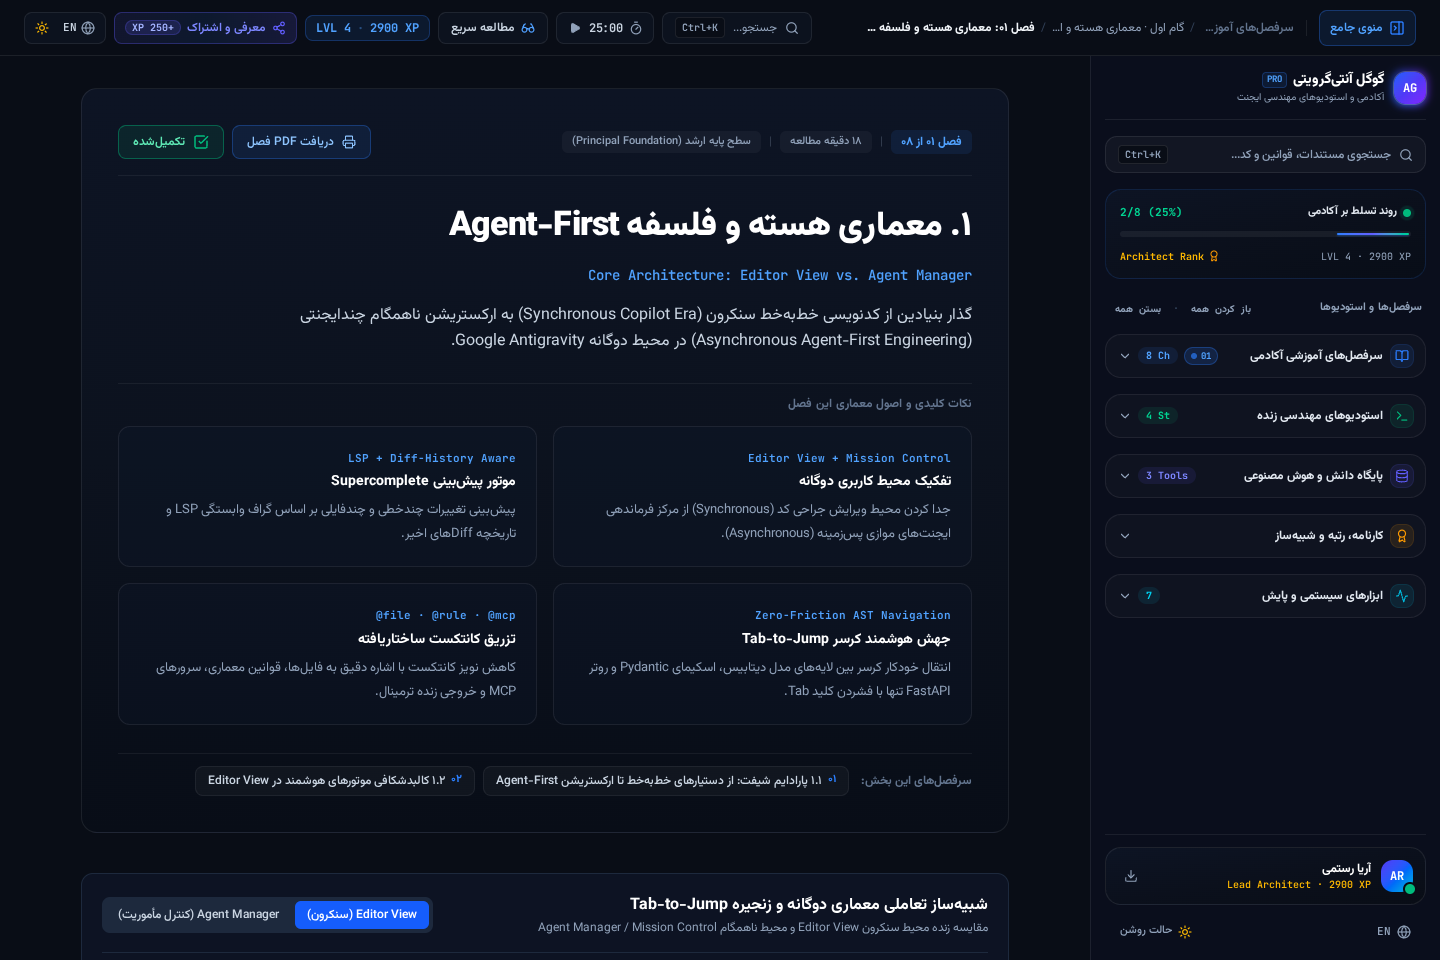 منوی جامع
سرفصل‌های آموز... / گام اول · معماری هسته و ا... / فصل ۰۱: معماری هسته و فلسفه ...
جستجو... Ctrl+K
25:00
مطالعه سریع
LVL 4 · 2900 XP
معرفی و اشتراک +250 XP
EN
AG
گوگل آنتی‌گرویتی PRO
آکادمی و استودیوهای مهندسی ایجنت
جستجوی مستندات، قوانین و کد... Ctrl+K
روند تسلط بر آکادمی 2/8 (25%)
LVL 4 · 2900 XP Architect Rank
سرفصل‌ها و استودیوها باز کردن همه · بستن همه
سرفصل‌های آموزشی آکادمی 01 8 Ch
استودیوهای مهندسی زنده 4 St
پایگاه دانش و هوش مصنوعی 3 Tools
کارنامه، رتبه و شبیه‌ساز
ابزارهای سیستمی و پایش 7
AR
آریا رستمی
Lead Architect · 2900 XP
EN حالت روشن
فصل ۰۱ از ۰۸ | ۱۸ دقیقه مطالعه | سطح پایه ارشد (Principal Foundation)
دریافت PDF فصل
تکمیل‌شده
۱. معماری هسته و فلسفه Agent-First
Core Architecture: Editor View vs. Agent Manager
گذار بنیادین از کدنویسی خط‌به‌خط سنکرون (Synchronous Copilot Era) به ارکستریشن ناهمگام چندایجنتی
(Asynchronous Agent-First Engineering) در محیط دوگانه Google Antigravity.
نکات کلیدی و اصول معماری این فصل
Editor View + Mission Control
تفکیک محیط کاربری دوگانه
جدا کردن محیط ویرایش جراحی کد (Synchronous) از مرکز فرماندهی
ایجنت‌های موازی پس‌زمینه (Asynchronous).
LSP + Diff-History Aware
موتور پیش‌بینی Supercomplete
پیش‌بینی تغییرات چندخطی و چندفایلی بر اساس گراف وابستگی LSP و
تاریخچه Diffهای اخیر.
Zero-Friction AST Navigation
جهش هوشمند کرسر Tab-to-Jump
انتقال خودکار کرسر بین لایه‌های مدل دیتابیس، اسکیمای Pydantic و روتر
FastAPI تنها با فشردن کلید Tab.
@file · @rule · @mcp
تزریق کانتکست ساختاریافته
کاهش نویز کانتکست با اشاره دقیق به فایل‌ها، قوانین معماری، سرورهای
MCP و خروجی زنده ترمینال.
سرفصل‌های این بخش:
۰۱ ۱.۱ پارادایم شیفت: از دستیارهای خط‌به‌خط تا ارکستریشن Agent-First
۰۲ ۱.۲ کالبدشکافی موتورهای هوشمند در Editor View
شبیه‌ساز تعاملی معماری دوگانه و زنجیره Tab-to-Jump
مقایسه زنده محیط سنکرون Editor View و محیط ناهمگام Agent Manager / Mission Control
Editor View (سنکرون)
Agent Manager (کنترل مأموریت)